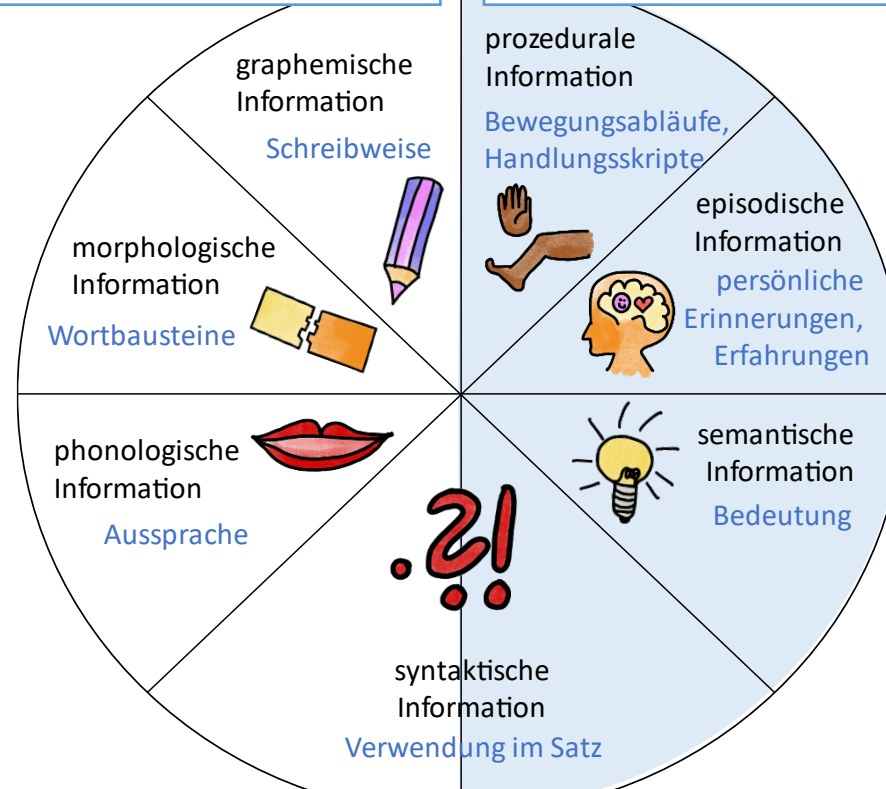 graphemische
Information
Schreibweise
prozedurale
Information
Bewegungsabläufe,
Handlungsskripte
morphologische
Information
Wortbausteine
episodische
Information
persönliche
Erinnerungen,
Erfahrungen
phonologische
Information
Aussprache
semantische
Information
Bedeutung
.?!
syntaktische
Information
Verwendung im Satz